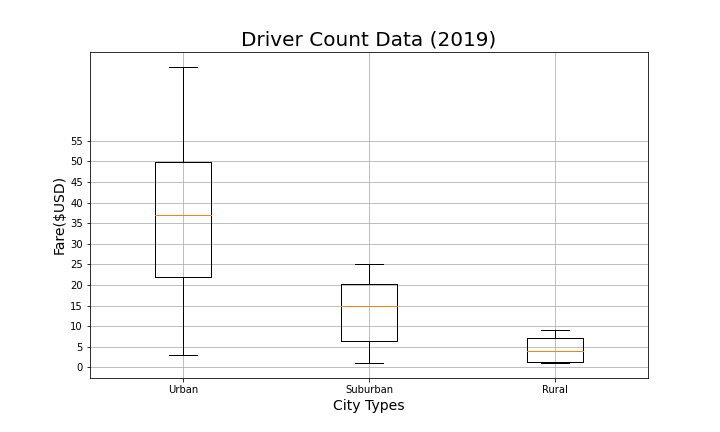 Driver Count Data (2019)
Fare($USD)
55
50
45
40
35
30
25
20
15
10
5
0
Urban
Suburban
Rural
City Types